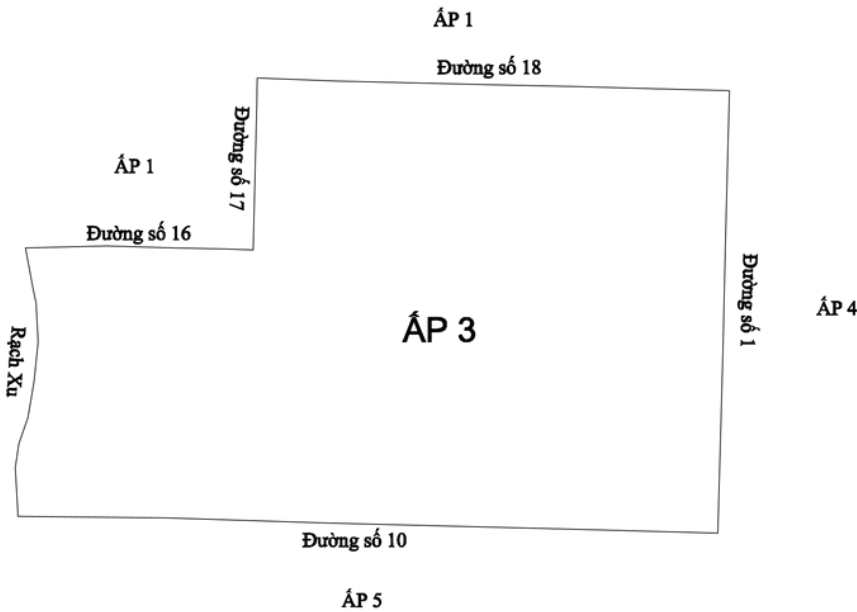 ẤP 1
Đường số 18
Đường số 17
ẤP 1
Đường số 16
Đường số 1
ẤP 4
ẤP 3
Rạch Xu
Đường số 10
ẤP 5